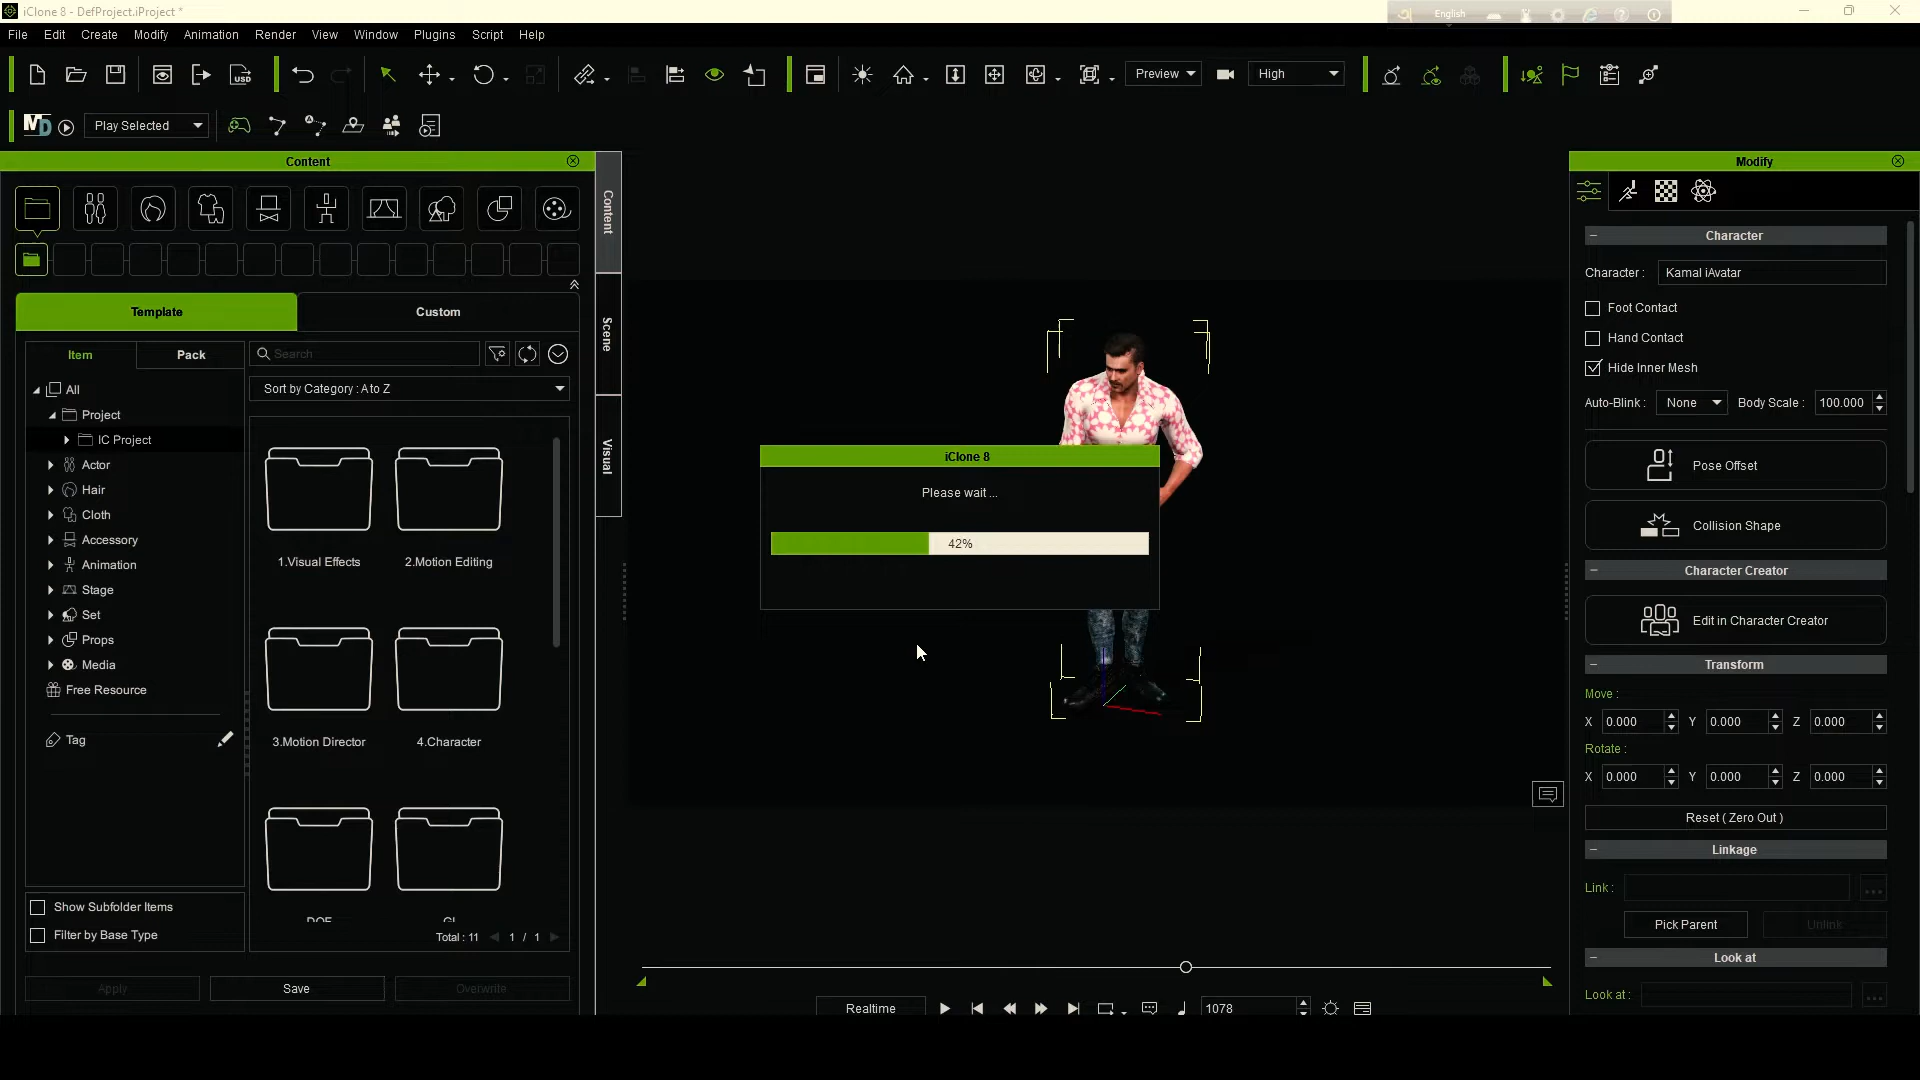 iClone 8 - DefProject.iProject *
English
File Edit Create Modify Animation Render View Window Plugins Script Help
Preview High
MD Play Selected
Content
Content
Scene
Visual
Template Custom
Item Pack Search
Sort by Category : A to Z
All
Project
IC Project
Actor
Hair
Cloth
Accessory
Animation
Stage
Set
Props
Media
Free Resource
Tag
1.Visual Effects 2.Motion Editing
3.Motion Director 4.Character
Show Subfolder Items
Filter by Base Type
Total : 11 1 / 1
Apply Save Overwrite
iClone 8
Please wait ...
42%
Realtime 1078
Modify
Character
Character : Kamal iAvatar
Foot Contact
Hand Contact
Hide Inner Mesh
Auto-Blink : None Body Scale : 100.000
Pose Offset
Collision Shape
Character Creator
Edit in Character Creator
Transform
Move :
X 0.000 Y 0.000 Z 0.000
Rotate :
X 0.000 Y 0.000 Z 0.000
Reset ( Zero Out )
Linkage
Link : ...
Pick Parent Unlink
Look at
Look at : ...